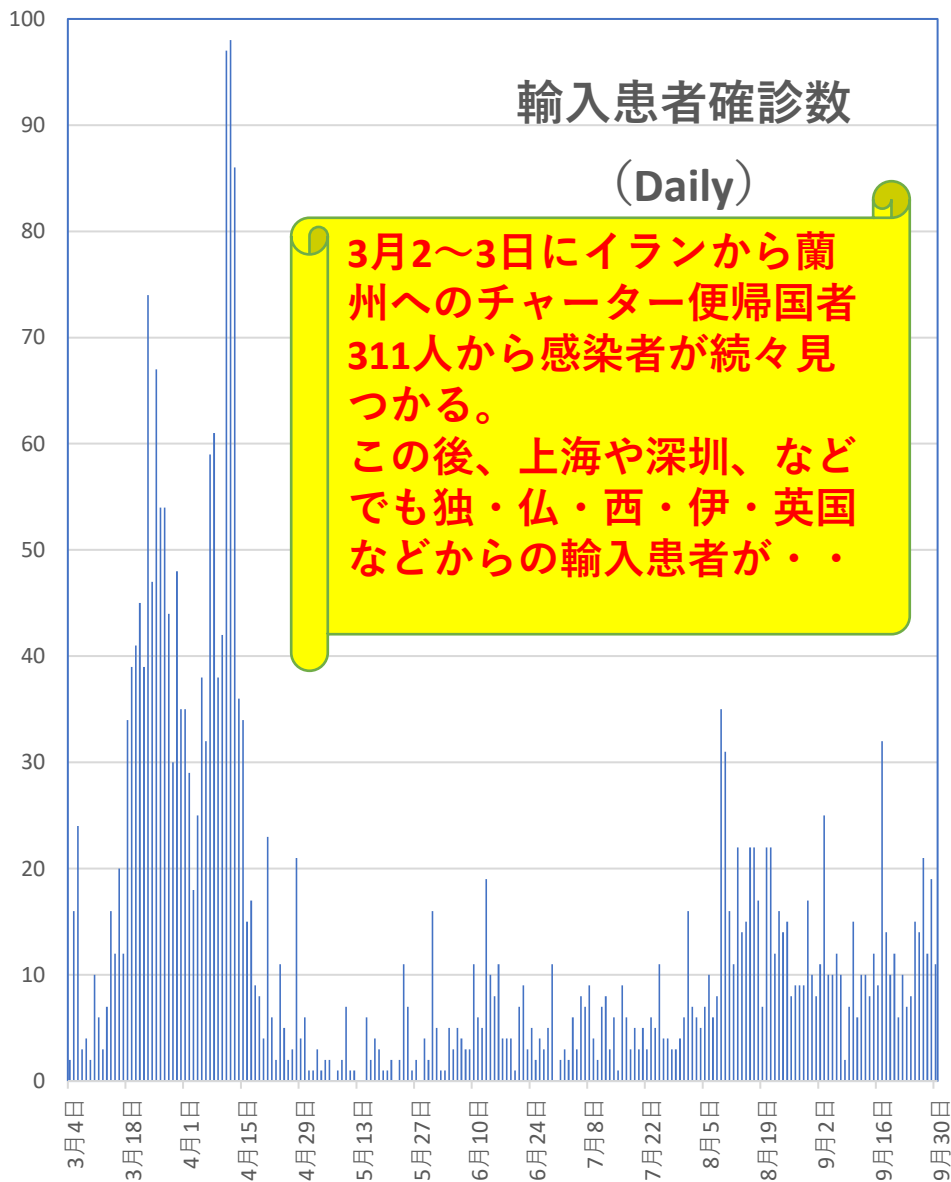 100
90
80
70
60
50
40
30
20
10
0
輸入患者確診数
（Daily）
3月2～3日にイランから蘭
州へのチャーター便帰国者
311人から感染者が続々見
つかる。
この後、上海や深圳、など
でも独・仏・西・伊・英国
などからの輸入患者が・・
3月4日
3月18日
4月1日
4月15日
4月29日
5月13日
5月27日
6月10日
6月24日
7月8日
7月22日
8月5日
8月19日
9月2日
9月16日
9月30日